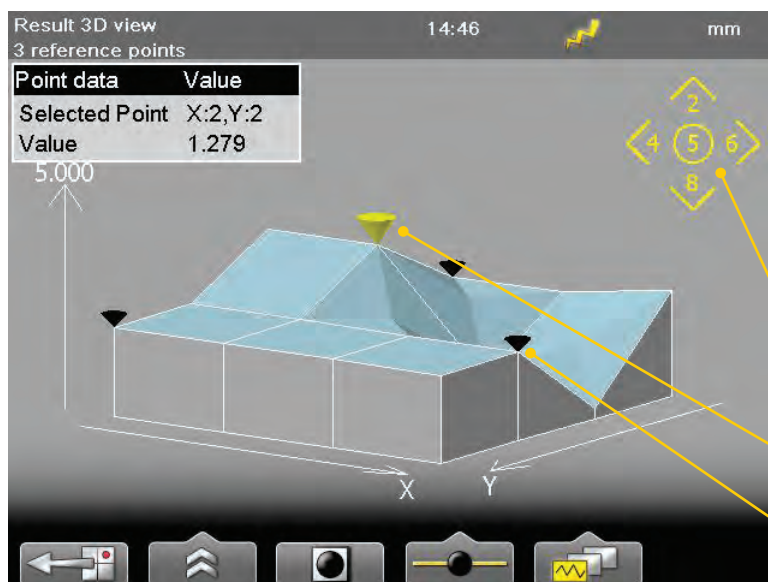 Result 3D view 14:46 mm
3 reference points
Point data Value
Selected Point X:2,Y:2
Value 1.279
5.000
2
4 5 6
8
X Y